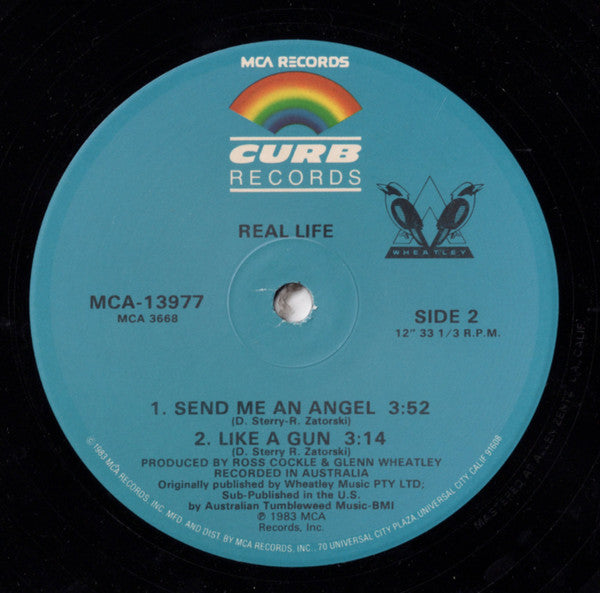 MCA RECORDS
CURB
RECORDS
WHEATLEY
REAL LIFE
MCA-13977
MCA 3668
SIDE 2
12" 33 1/3 R.P.M.
1. SEND ME AN ANGEL 3:52
(D. Sterry-R. Zatorski)
2. LIKE A GUN 3:14
(D. Sterry R. Zatorski)
PRODUCED BY ROSS COCKLE & GLENN WHEATLEY
RECORDED IN AUSTRALIA
Originally published by Wheatley Music PTY LTD;
Sub-Published in the U.S.
by Australian Tumbleweed Music-BMI
℗ 1983 MCA
Records, Inc.
©1983 MCA RECORDS, INC. MFD AND DIST BY MCA RECORDS, INC., 70 UNIVERSAL CITY PLAZA UNIVERSAL CITY, CALIF 91608